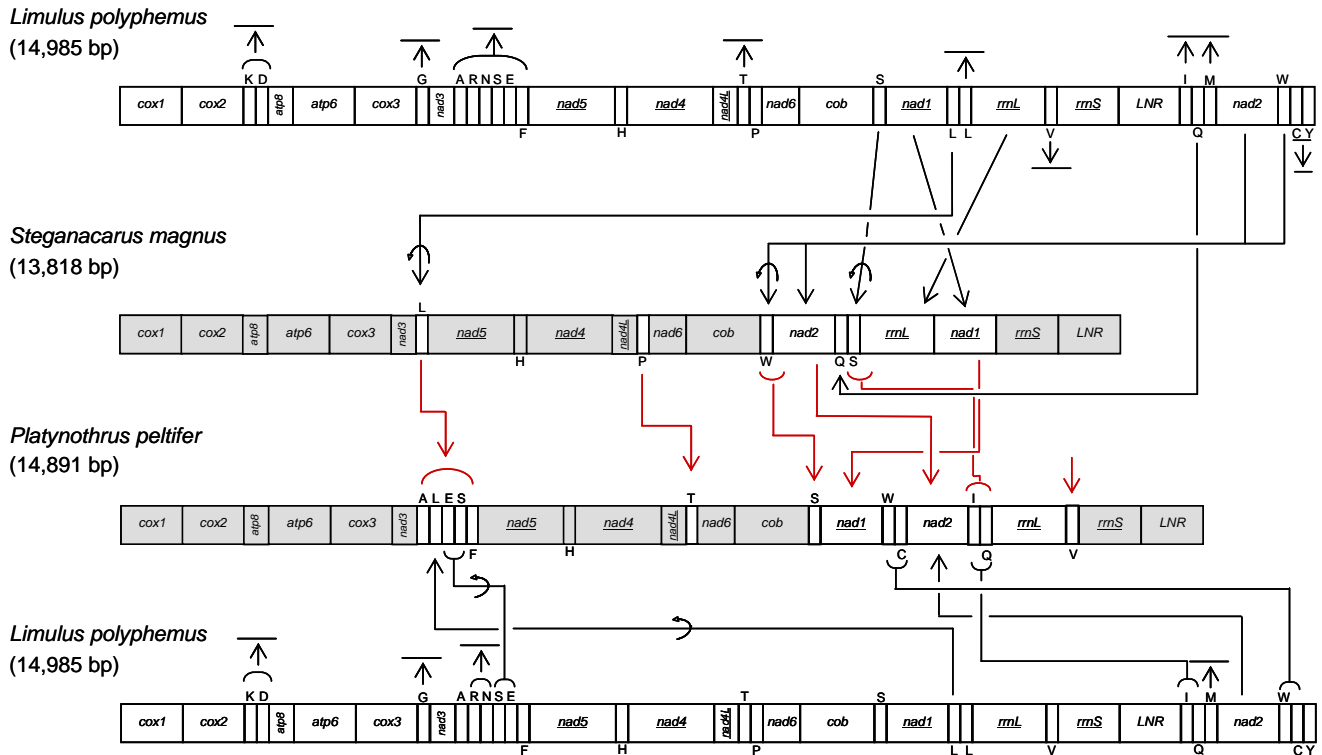 Limulus polyphemus
(14,985 bp)
K D G A R N S E T S I M W
cox1 cox2 atp8 atp6 cox3 nad3 nad5 nad4 nad4L nad6 cob nad1 rrnL rrnS LNR nad2
F H P L L V Q C Y
Steganacarus magnus
(13,818 bp)
L
cox1 cox2 atp8 atp6 cox3 nad3 nad5 nad4 nad4L nad6 cob nad2 rrnL nad1 rrnS LNR
H P W Q S
Platynothrus peltifer
(14,891 bp)
A L E S T S W I
cox1 cox2 atp8 atp6 cox3 nad3 nad5 nad4 nad4L nad6 cob nad1 nad2 rrnL rrnS LNR
F H C Q V
Limulus polyphemus
(14,985 bp)
K D G A R N S E T S I M W
cox1 cox2 atp8 atp6 cox3 nad3 nad5 nad4 nad4L nad6 cob nad1 rrnL rrnS LNR nad2
F H P L L V Q C Y